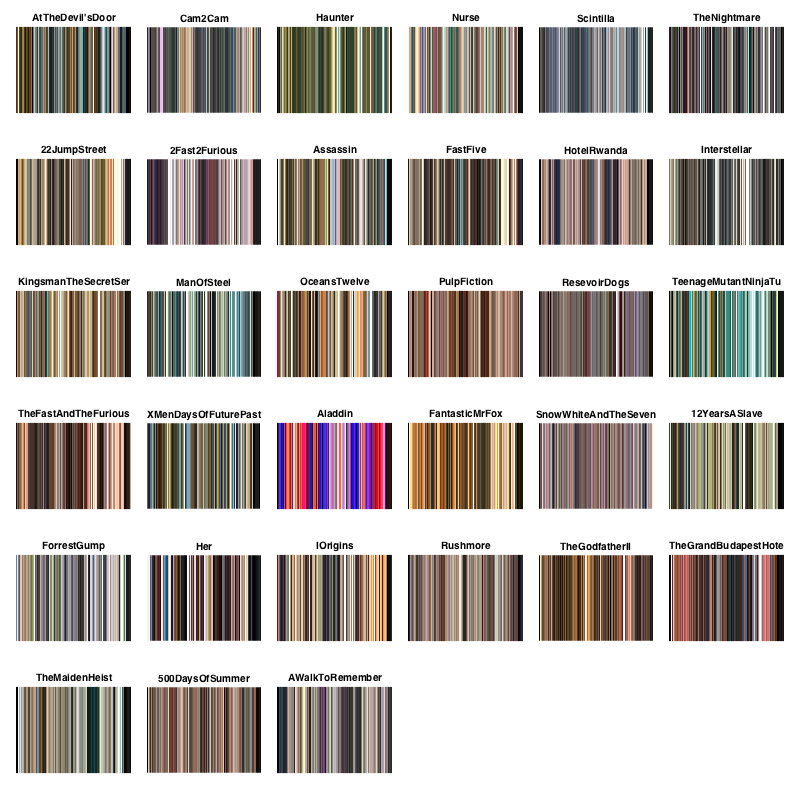 AtTheDevil'sDoor
Cam2Cam
Haunter
Nurse
Scintilla
TheNightmare
22JumpStreet
2Fast2Furious
Assassin
FastFive
HotelRwanda
Interstellar
KingsmanTheSecretSer
ManOfSteel
OceansTwelve
PulpFiction
ResevoirDogs
TeenageMutantNinjaTu
TheFastAndTheFurious
XMenDaysOfFuturePast
Aladdin
FantasticMrFox
SnowWhiteAndTheSeven
12YearsASlave
ForrestGump
Her
IOrigins
Rushmore
TheGodfatherII
TheGrandBudapestHote
TheMaidenHeist
500DaysOfSummer
AWalkToRemember